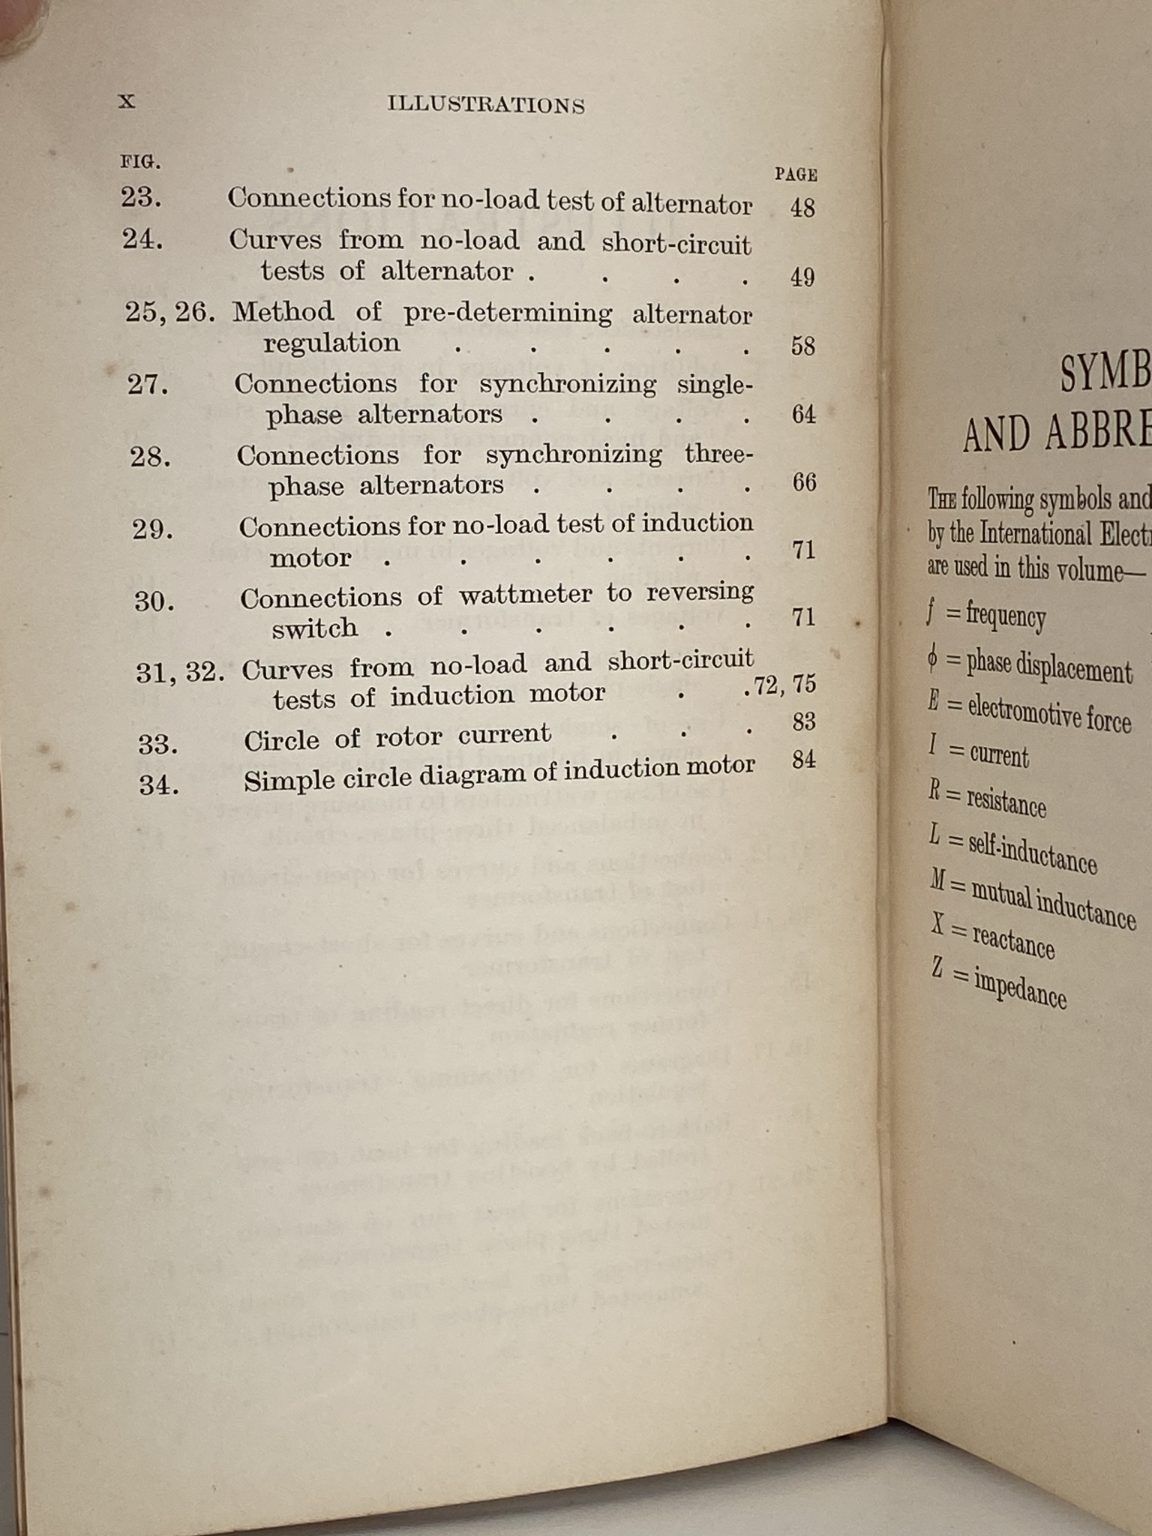 x ILLUSTRATIONS
FIG. PAGE
23. Connections for no-load test of alternator 48
24. Curves from no-load and short-circuit
tests of alternator . . . . 49
25, 26. Method of pre-determining alternator
regulation . . . . . 58
27. Connections for synchronizing single-
phase alternators . . . . 64
28. Connections for synchronizing three-
phase alternators . . . . 66
29. Connections for no-load test of induction
motor . . . . . . 71
30. Connections of wattmeter to reversing
switch . . . . . . 71
31, 32. Curves from no-load and short-circuit
tests of induction motor . . 72, 75
33. Circle of rotor current . . . 83
34. Simple circle diagram of induction motor 84
SYMB
AND ABBRE
THE following symbols and
by the International Elect
are used in this volume—
f = frequency
ϕ = phase displacement
E = electromotive force
I = current
R = resistance
L = self-inductance
M = mutual inductance
X = reactance
Z = impedance